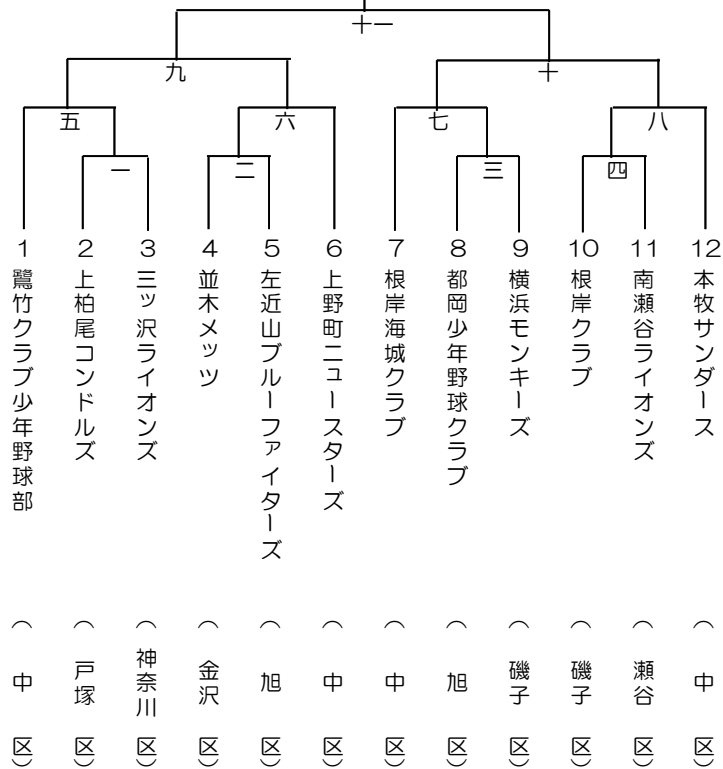 十一
九
十
五
六
七
八
一
二
三
四
1 鷺竹クラブ少年野球部 （中 区）
2 上柏尾コンドルズ （戸塚 区）
3 三ッ沢ライオンズ （神奈川 区）
4 並木メッツ （金沢 区）
5 左近山ブルーファイターズ （旭 区）
6 上野町ニュースターズ （中 区）
7 根岸海城クラブ （中 区）
8 都岡少年野球クラブ （旭 区）
9 横浜モンキーズ （磯子 区）
10 根岸クラブ （磯子 区）
11 南瀬谷ライオンズ （瀬谷 区）
12 本牧サンダース （中 区）